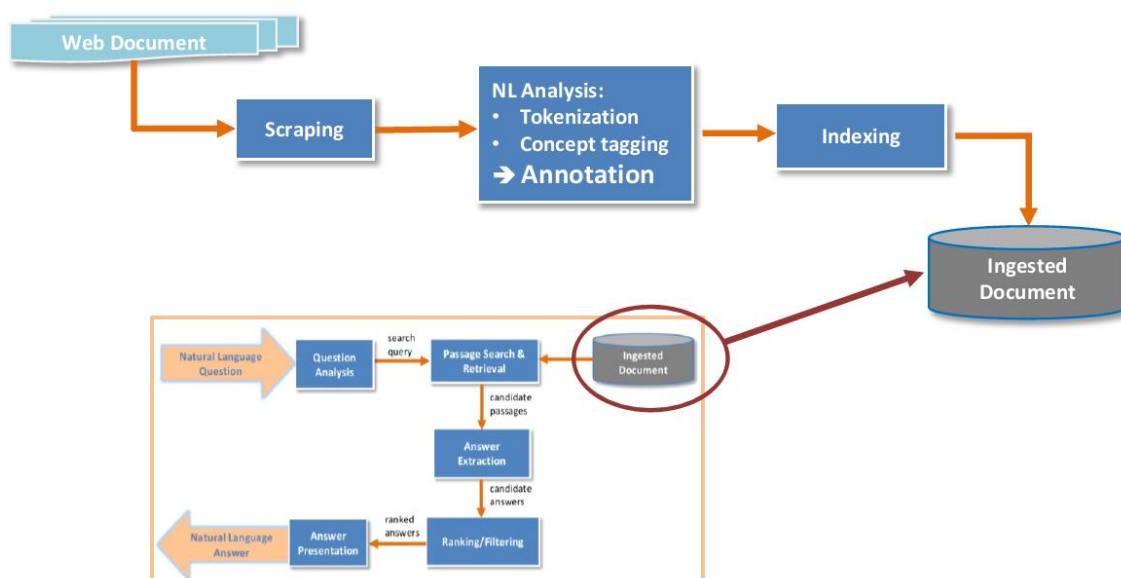 Web Document
Scraping
NL Analysis:
• Tokenization
• Concept tagging
➔ Annotation
Indexing
Ingested
Document
Natural Language
Question
Question
Analysis
search
query
Passage Search &
Retrieval
Ingested
Document
candidate
passages
Answer
Extraction
candidate
answers
Ranking/Filtering
ranked
answers
Answer
Presentation
Natural Language
Answer